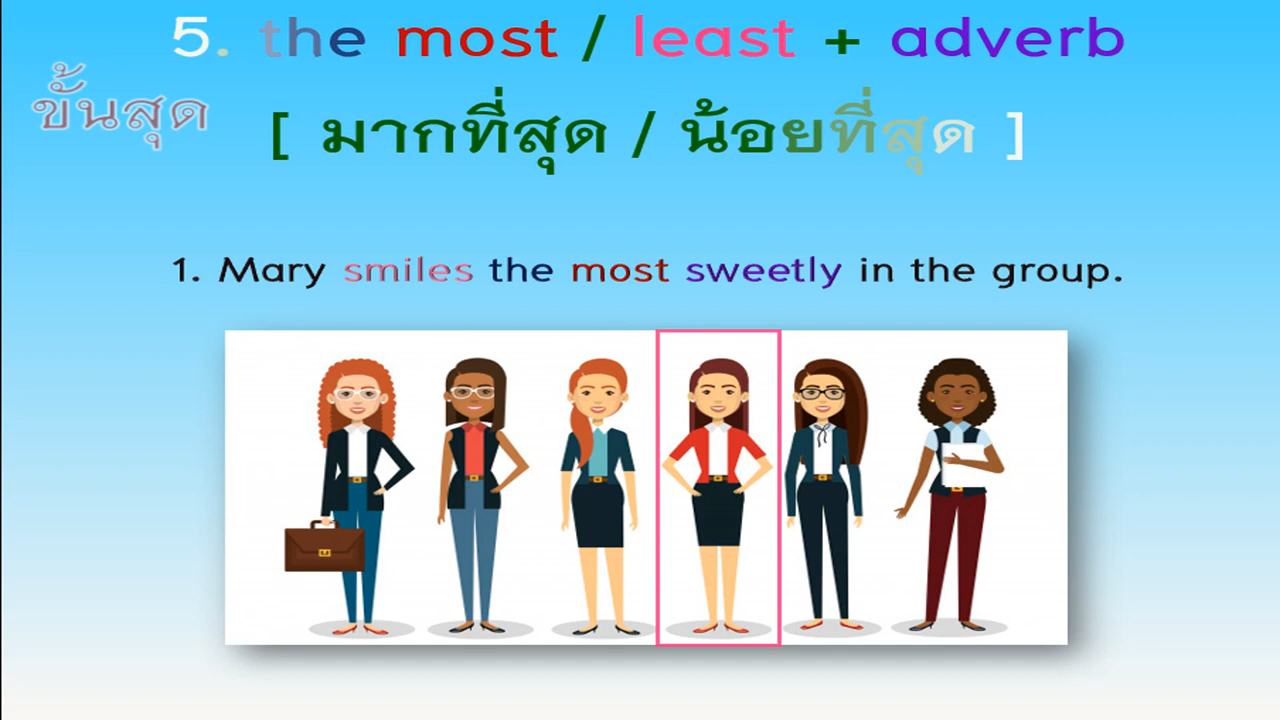 5. the most / least + adverb
ขั้นสุด
[ มากที่สุด / น้อยที่สุด ]
1. Mary smiles the most sweetly in the group.